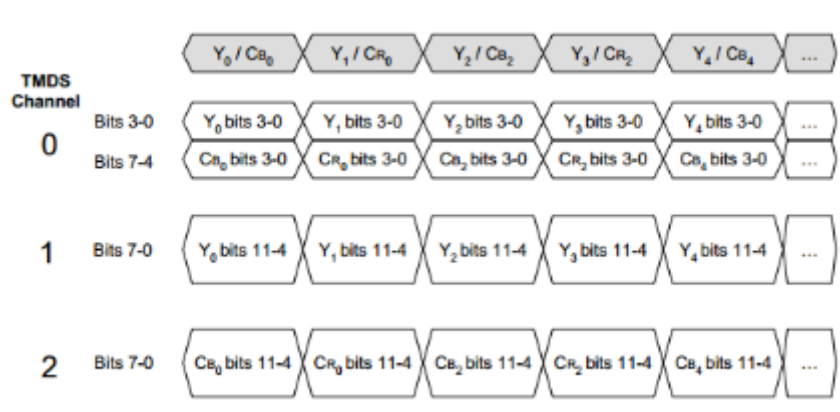 Y₀ / CB₀ Y₁ / CR₀ Y₂ / CB₂ Y₃ / CR₂ Y₄ / CB₄ ...
TMDS
Channel
0
Bits 3-0 Y₀ bits 3-0 Y₁ bits 3-0 Y₂ bits 3-0 Y₃ bits 3-0 Y₄ bits 3-0 ...
Bits 7-4 CB₀ bits 3-0 CR₀ bits 3-0 CB₂ bits 3-0 CR₂ bits 3-0 CB₄ bits 3-0 ...
1 Bits 7-0 Y₀ bits 11-4 Y₁ bits 11-4 Y₂ bits 11-4 Y₃ bits 11-4 Y₄ bits 11-4 ...
2 Bits 7-0 CB₀ bits 11-4 CR₀ bits 11-4 CB₂ bits 11-4 CR₂ bits 11-4 CB₄ bits 11-4 ...